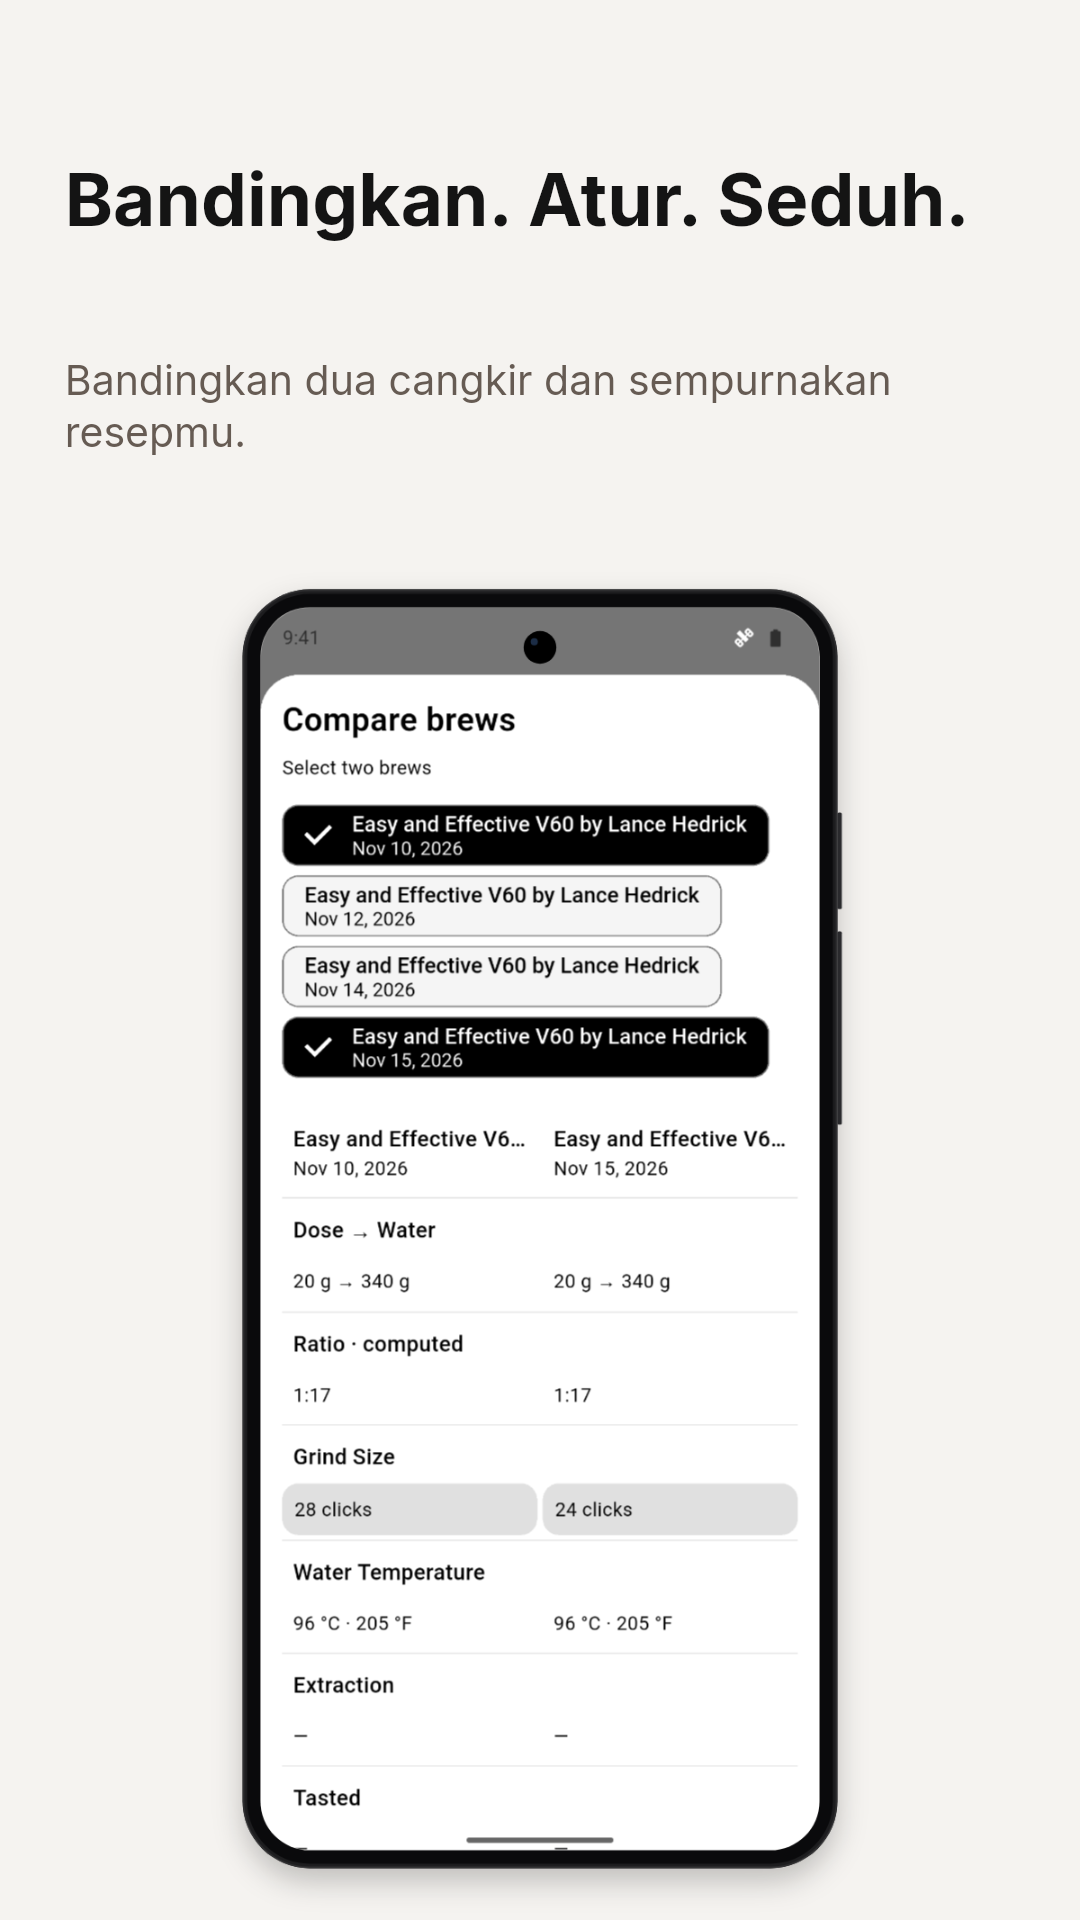 Bandingkan. Atur. Seduh.
Bandingkan dua cangkir dan sempurnakan
resepmu.
9:41
Compare brews
Select two brews
Easy and Effective V60 by Lance Hedrick
Nov 10, 2026
Easy and Effective V60 by Lance Hedrick
Nov 12, 2026
Easy and Effective V60 by Lance Hedrick
Nov 14, 2026
Easy and Effective V60 by Lance Hedrick
Nov 15, 2026
Easy and Effective V6... Easy and Effective V6...
Nov 10, 2026 Nov 15, 2026
Dose → Water
20 g → 340 g 20 g → 340 g
Ratio · computed
1:17 1:17
Grind Size
28 clicks 24 clicks
Water Temperature
96 °C · 205 °F 96 °C · 205 °F
Extraction
– –
Tasted